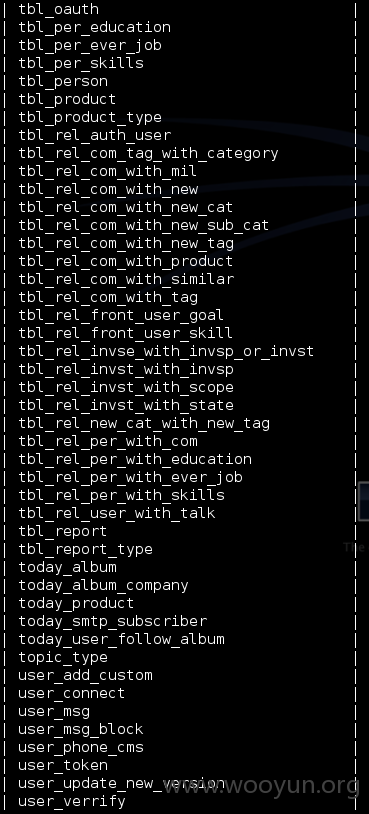 | tbl_oauth |
| tbl_per_education |
| tbl_per_ever_job |
| tbl_per_skills |
| tbl_person |
| tbl_product |
| tbl_product_type |
| tbl_rel_auth_user |
| tbl_rel_com_tag_with_category |
| tbl_rel_com_with_mil |
| tbl_rel_com_with_new |
| tbl_rel_com_with_new_cat |
| tbl_rel_com_with_new_sub_cat |
| tbl_rel_com_with_new_tag |
| tbl_rel_com_with_product |
| tbl_rel_com_with_similar |
| tbl_rel_com_with_tag |
| tbl_rel_front_user_goal |
| tbl_rel_front_user_skill |
| tbl_rel_invse_with_invsp_or_invst |
| tbl_rel_invst_with_invsp |
| tbl_rel_invst_with_scope |
| tbl_rel_invst_with_state |
| tbl_rel_new_cat_with_new_tag |
| tbl_rel_per_with_com |
| tbl_rel_per_with_education |
| tbl_rel_per_with_ever_job |
| tbl_rel_per_with_skills |
| tbl_rel_user_with_talk |
| tbl_report |
| tbl_report_type |
| today_album |
| today_album_company |
| today_product |
| today_smtp_subscriber |
| today_user_follow_album |
| topic_type |
| user_add_custom |
| user_connect |
| user_msg |
| user_msg_block |
| user_phone_cms |
| user_token |
| user_update_new_version |
| user_verrify |
www.wooyun.org
The